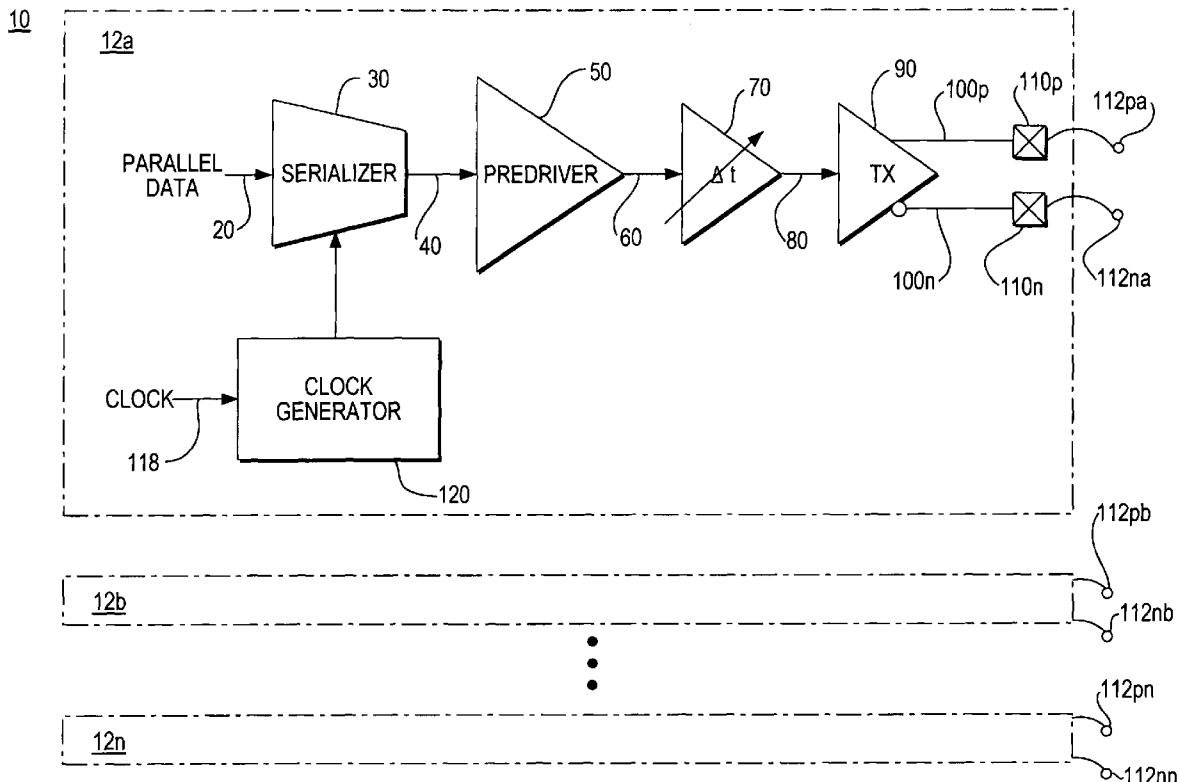 10
12a
30
50
70
90
100p
110p
112pa
PARALLEL
DATA
SERIALIZER
PREDRIVER
Δt
TX
20
40
60
80
100n
110n
112na
CLOCK
CLOCK
GENERATOR
118
120
112pb
12b
112nb
112pn
12n
112nn